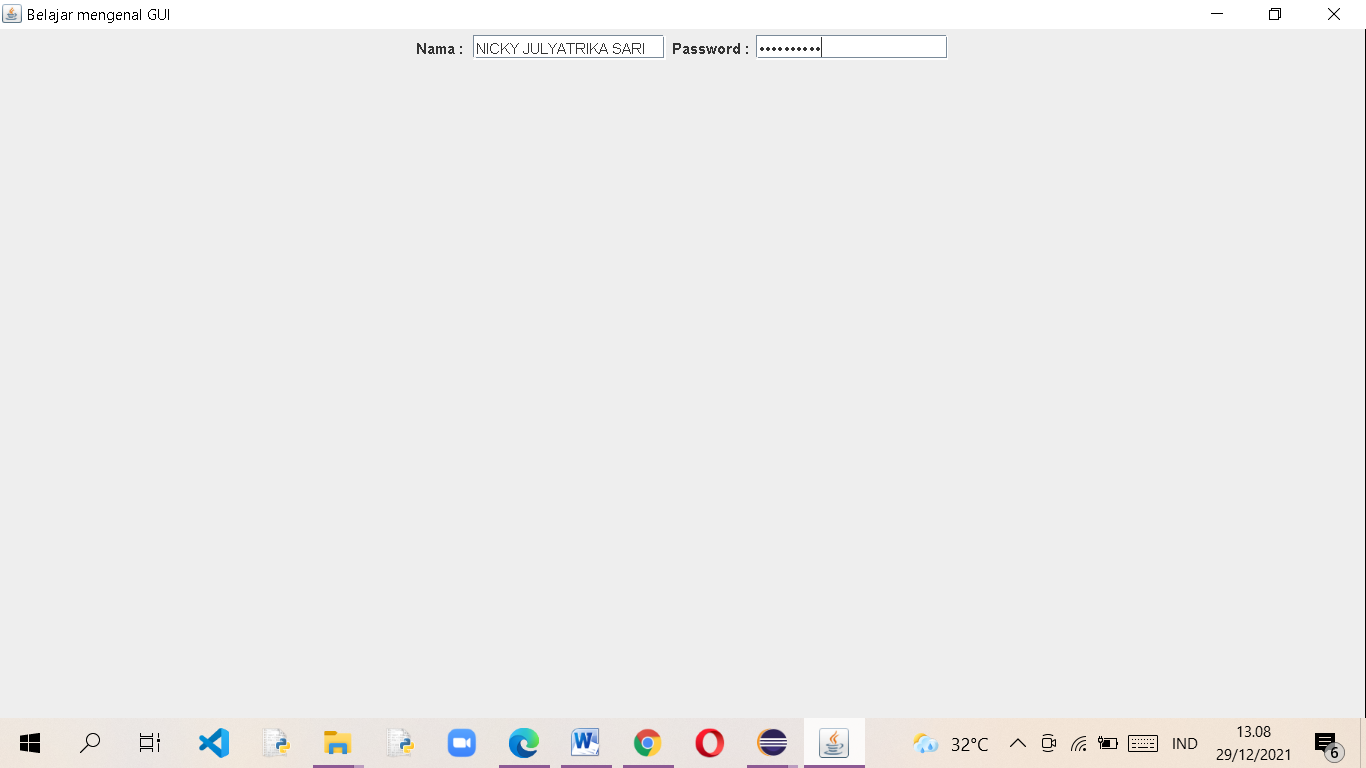 Belajar mengenal GUI
Nama : NICKY JULYATRIKA SARI Password : ••••••••••
32°C IND 13.08
29/12/2021
6